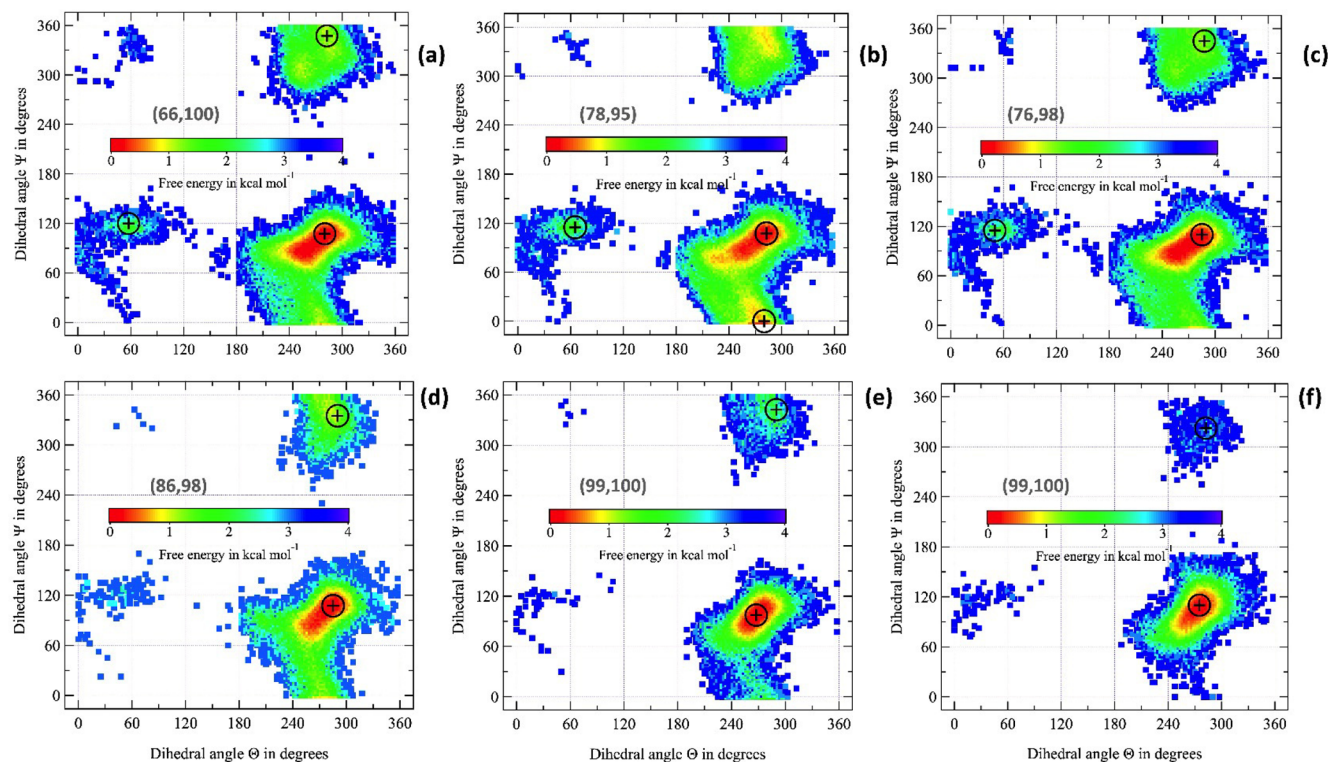 360
300
240
180
120
60
0
Dihedral angle Ψ in degrees
(66,100)
0 1 2 3 4
Free energy in kcal mol-1
0 60 120 180 240 300 360
(a)
360
300
240
180
120
60
0
Dihedral angle Ψ in degrees
(78,95)
0 1 2 3 4
Free energy in kcal mol-1
0 60 120 180 240 300 360
(b)
360
300
240
180
120
60
0
Dihedral angle Ψ in degrees
(76,98)
0 1 2 3 4
Free energy in kcal mol-1
0 60 120 180 240 300 360
(c)
360
300
240
180
120
60
0
Dihedral angle Ψ in degrees
(86,98)
0 1 2 3 4
Free energy in kcal mol-1
0 60 120 180 240 300 360
Dihedral angle Θ in degrees
(d)
360
300
240
180
120
60
0
Dihedral angle Ψ in degrees
(99,100)
0 1 2 3 4
Free energy in kcal mol-1
0 60 120 180 240 300 360
Dihedral angle Θ in degrees
(e)
360
300
240
180
120
60
0
Dihedral angle Ψ in degrees
(99,100)
0 1 2 3 4
Free energy in kcal mol-1
0 60 120 180 240 300 360
Dihedral angle Θ in degrees
(f)